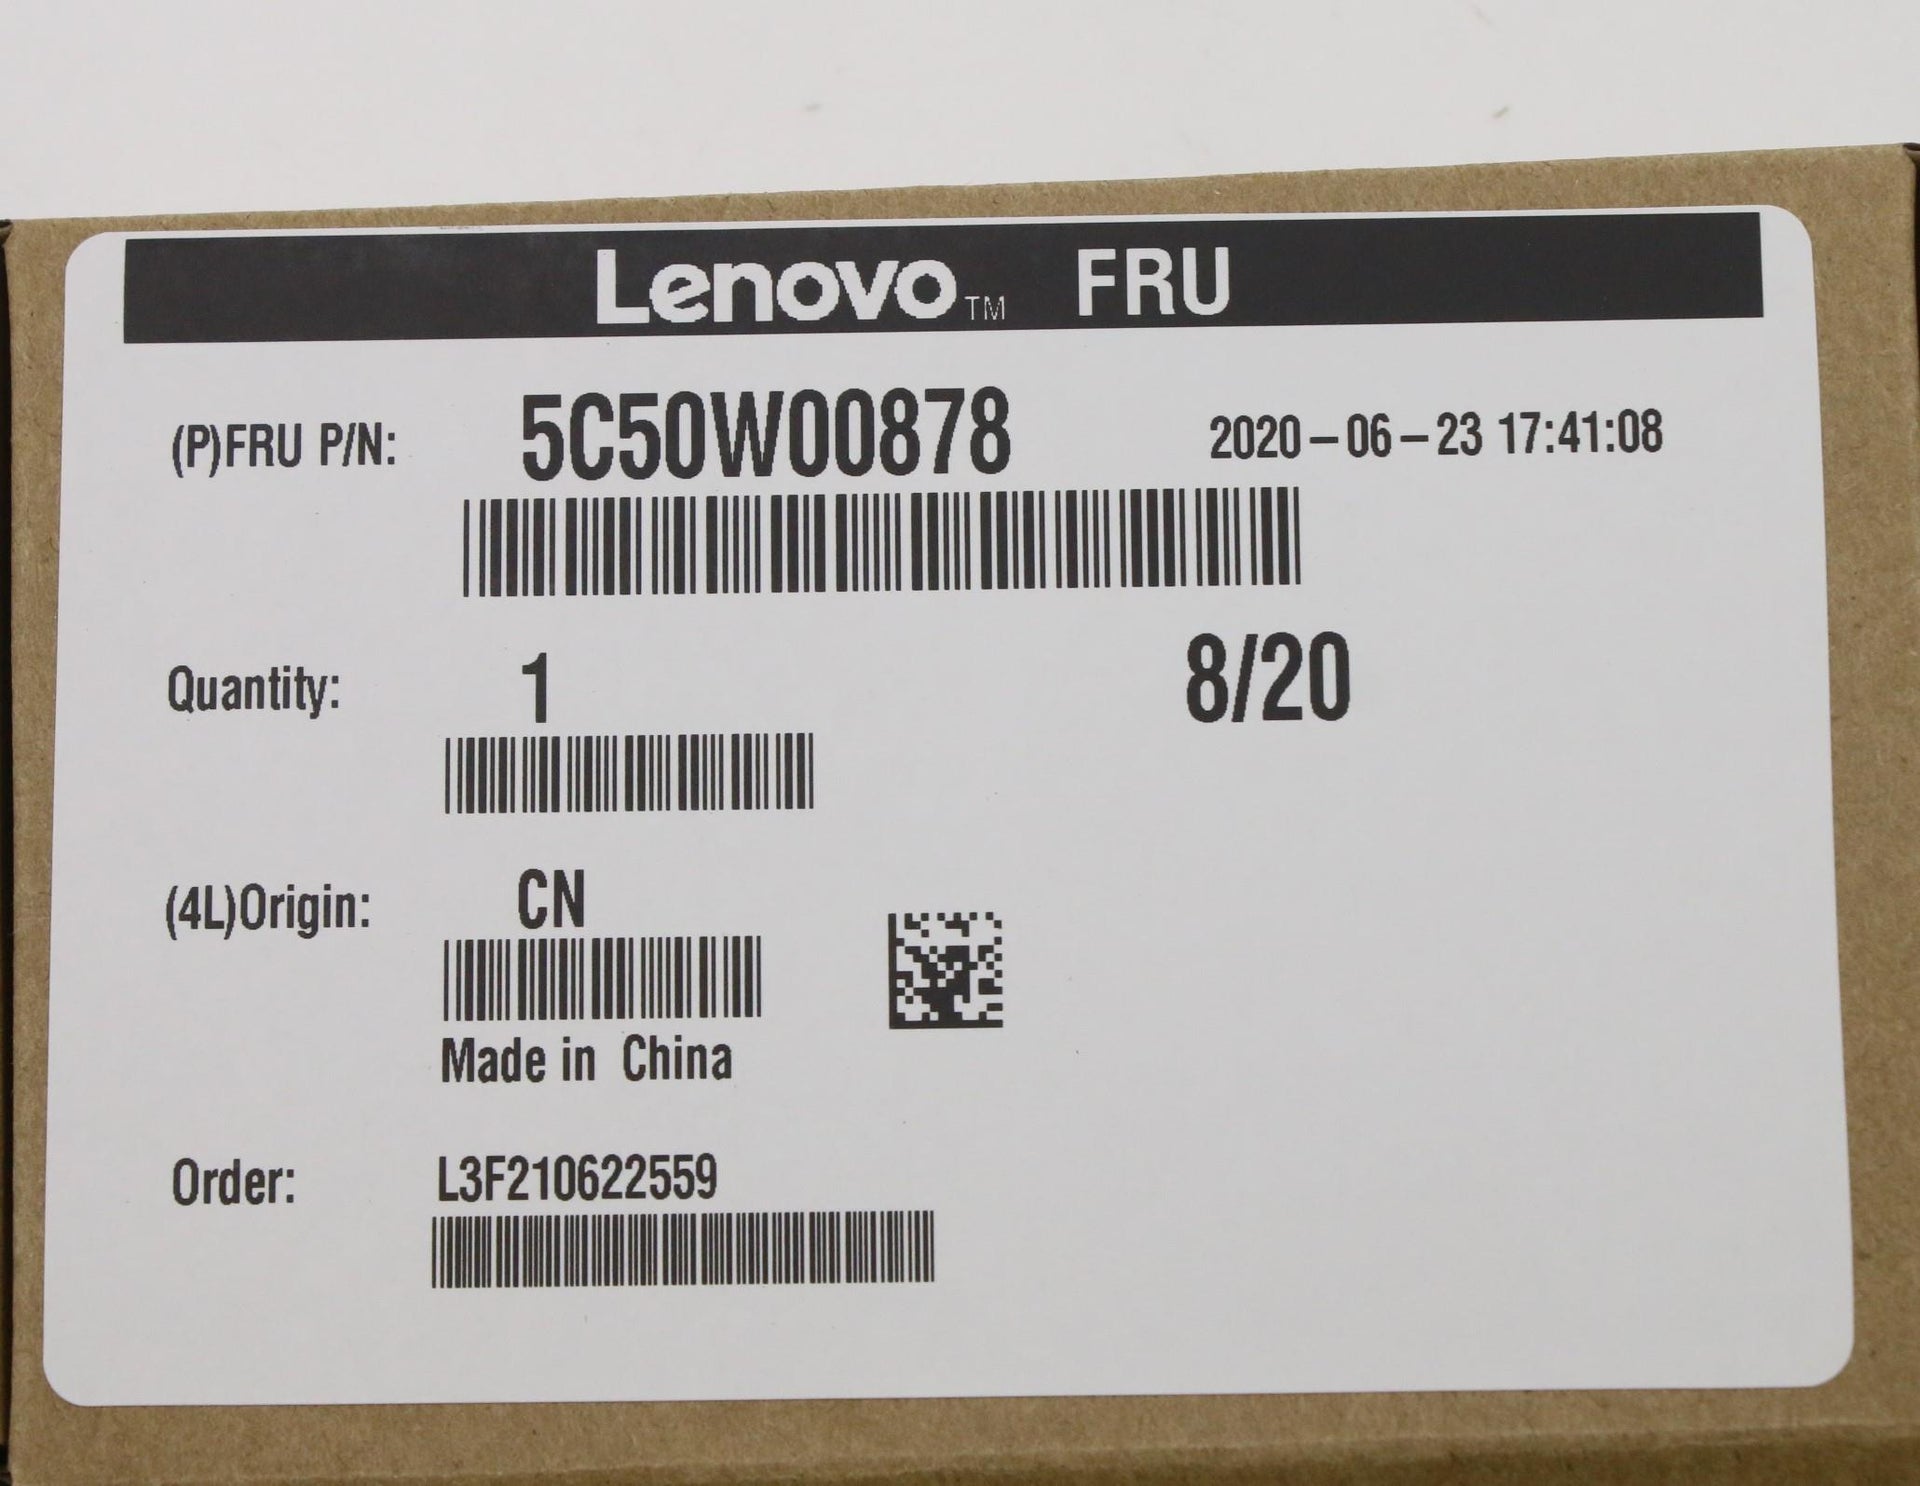 Lenovo™ FRU
(P)FRU P/N: 5C50W00878 2020-06-23 17:41:08
Quantity: 1 8/20
(4L)Origin: CN
Made in China
Order: L3F210622559